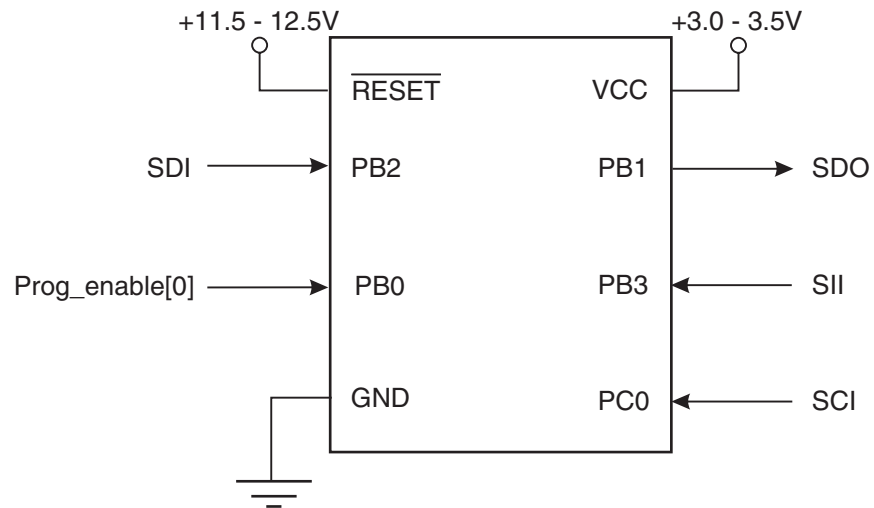 +11.5 - 12.5V
+3.0 - 3.5V
RESET
VCC
SDI
PB2
PB1
SDO
Prog_enable[0]
PB0
PB3
SII
GND
PC0
SCI